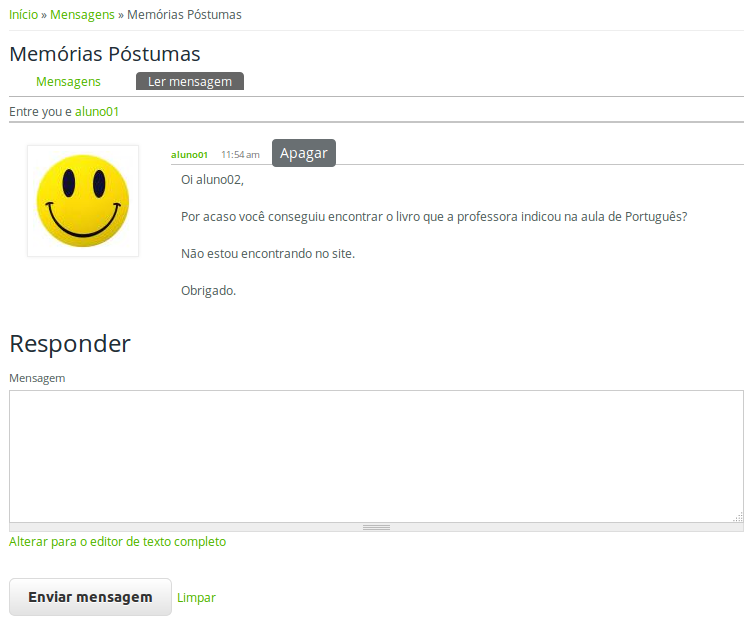 Início » Mensagens » Memórias Póstumas
Memórias Póstumas
Mensagens Ler mensagem
Entre you e aluno01
aluno01 11:54 am Apagar
Oi aluno02,
Por acaso você conseguiu encontrar o livro que a professora indicou na aula de Português?
Não estou encontrando no site.
Obrigado.
Responder
Mensagem
Alterar para o editor de texto completo
Enviar mensagem Limpar